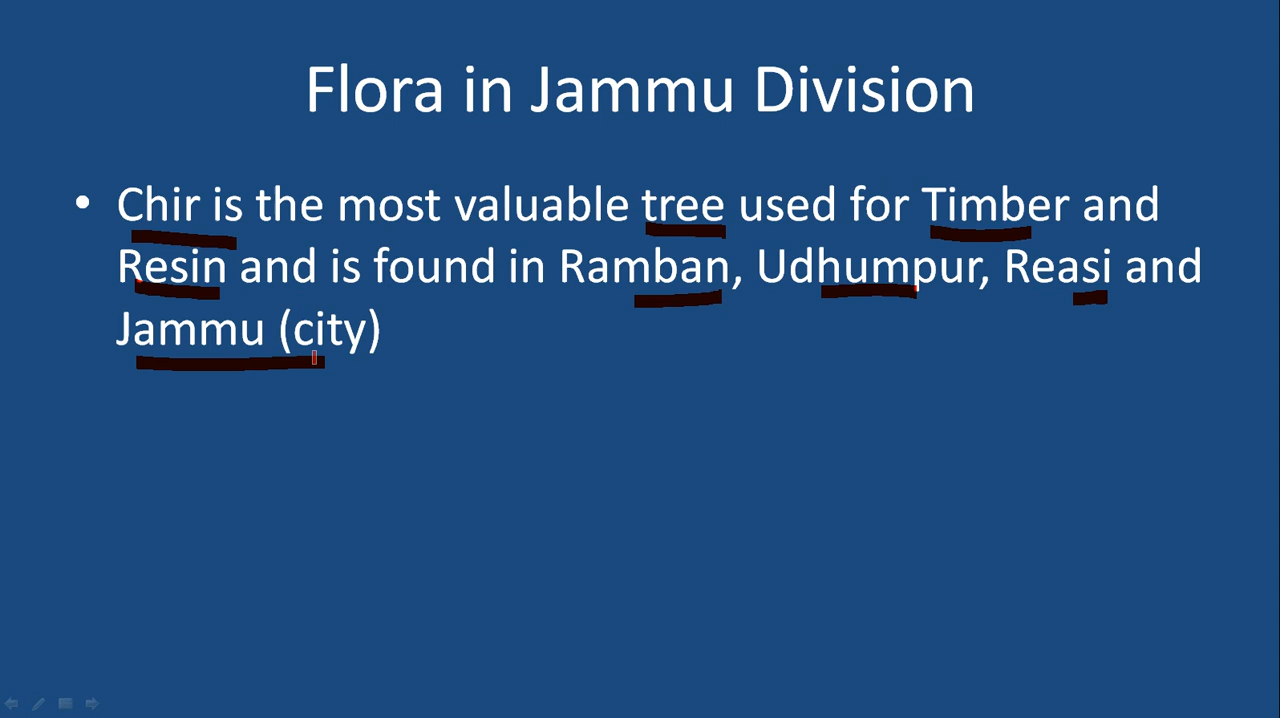 Flora in Jammu Division
• Chir is the most valuable tree used for Timber and
Resin and is found in Ramban, Udhumpur, Reasi and
Jammu (city)